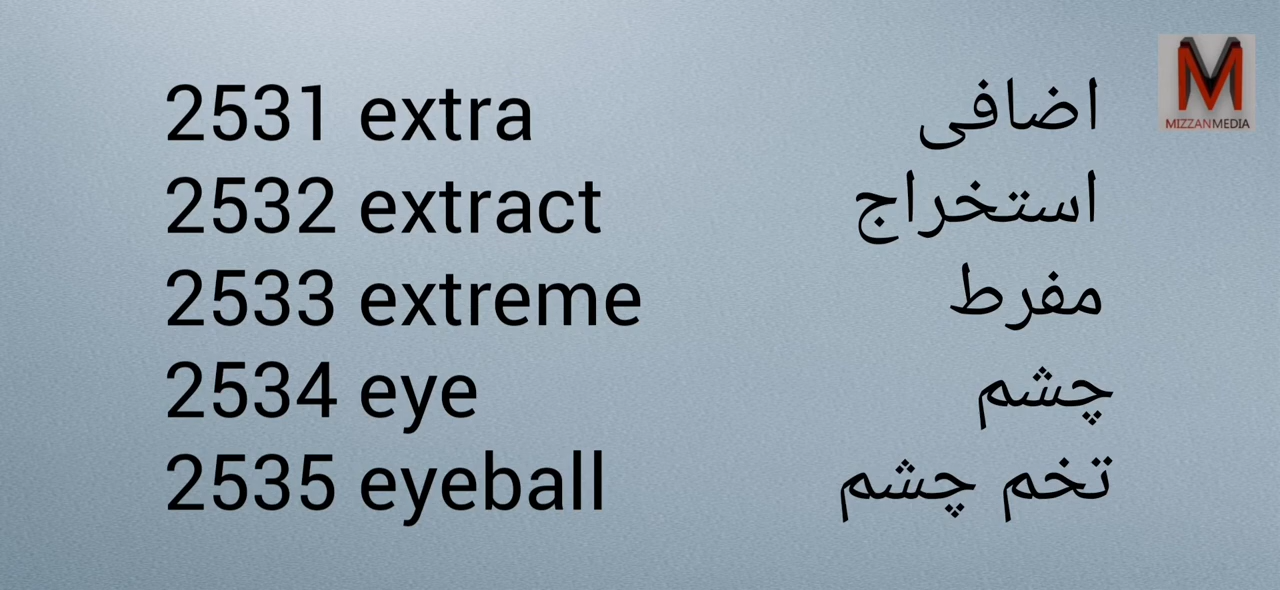 2531 extra اضافی
2532 extract استخراج
2533 extreme مفرط
2534 eye چشم
2535 eyeball تخم چشم
M
MIZZANMEDIA